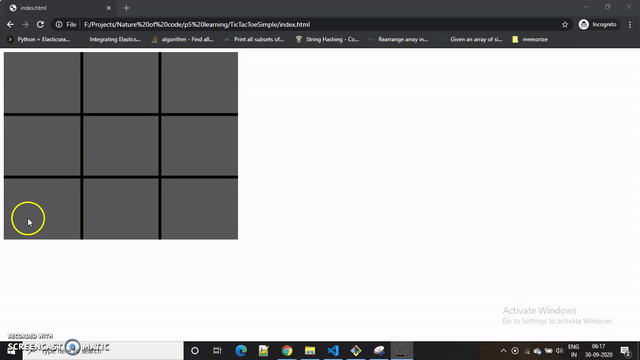 index.html
File | F:/Projects/Nature%20of%20code/p5%20learning/TicTacToeSimple/index.html
Incognito
Python + Elasticsea...
Integrating Elastics...
algorithm - Find all...
Print all subsets of...
String Hashing - Co...
Rearrange array in...
Given an array of si...
memorize
Activate Windows
Go to Settings to activate Windows.
RECORDED WITH
SCREENCAST MATIC
Type here to search
ENG
IN
06:17
30-09-2020